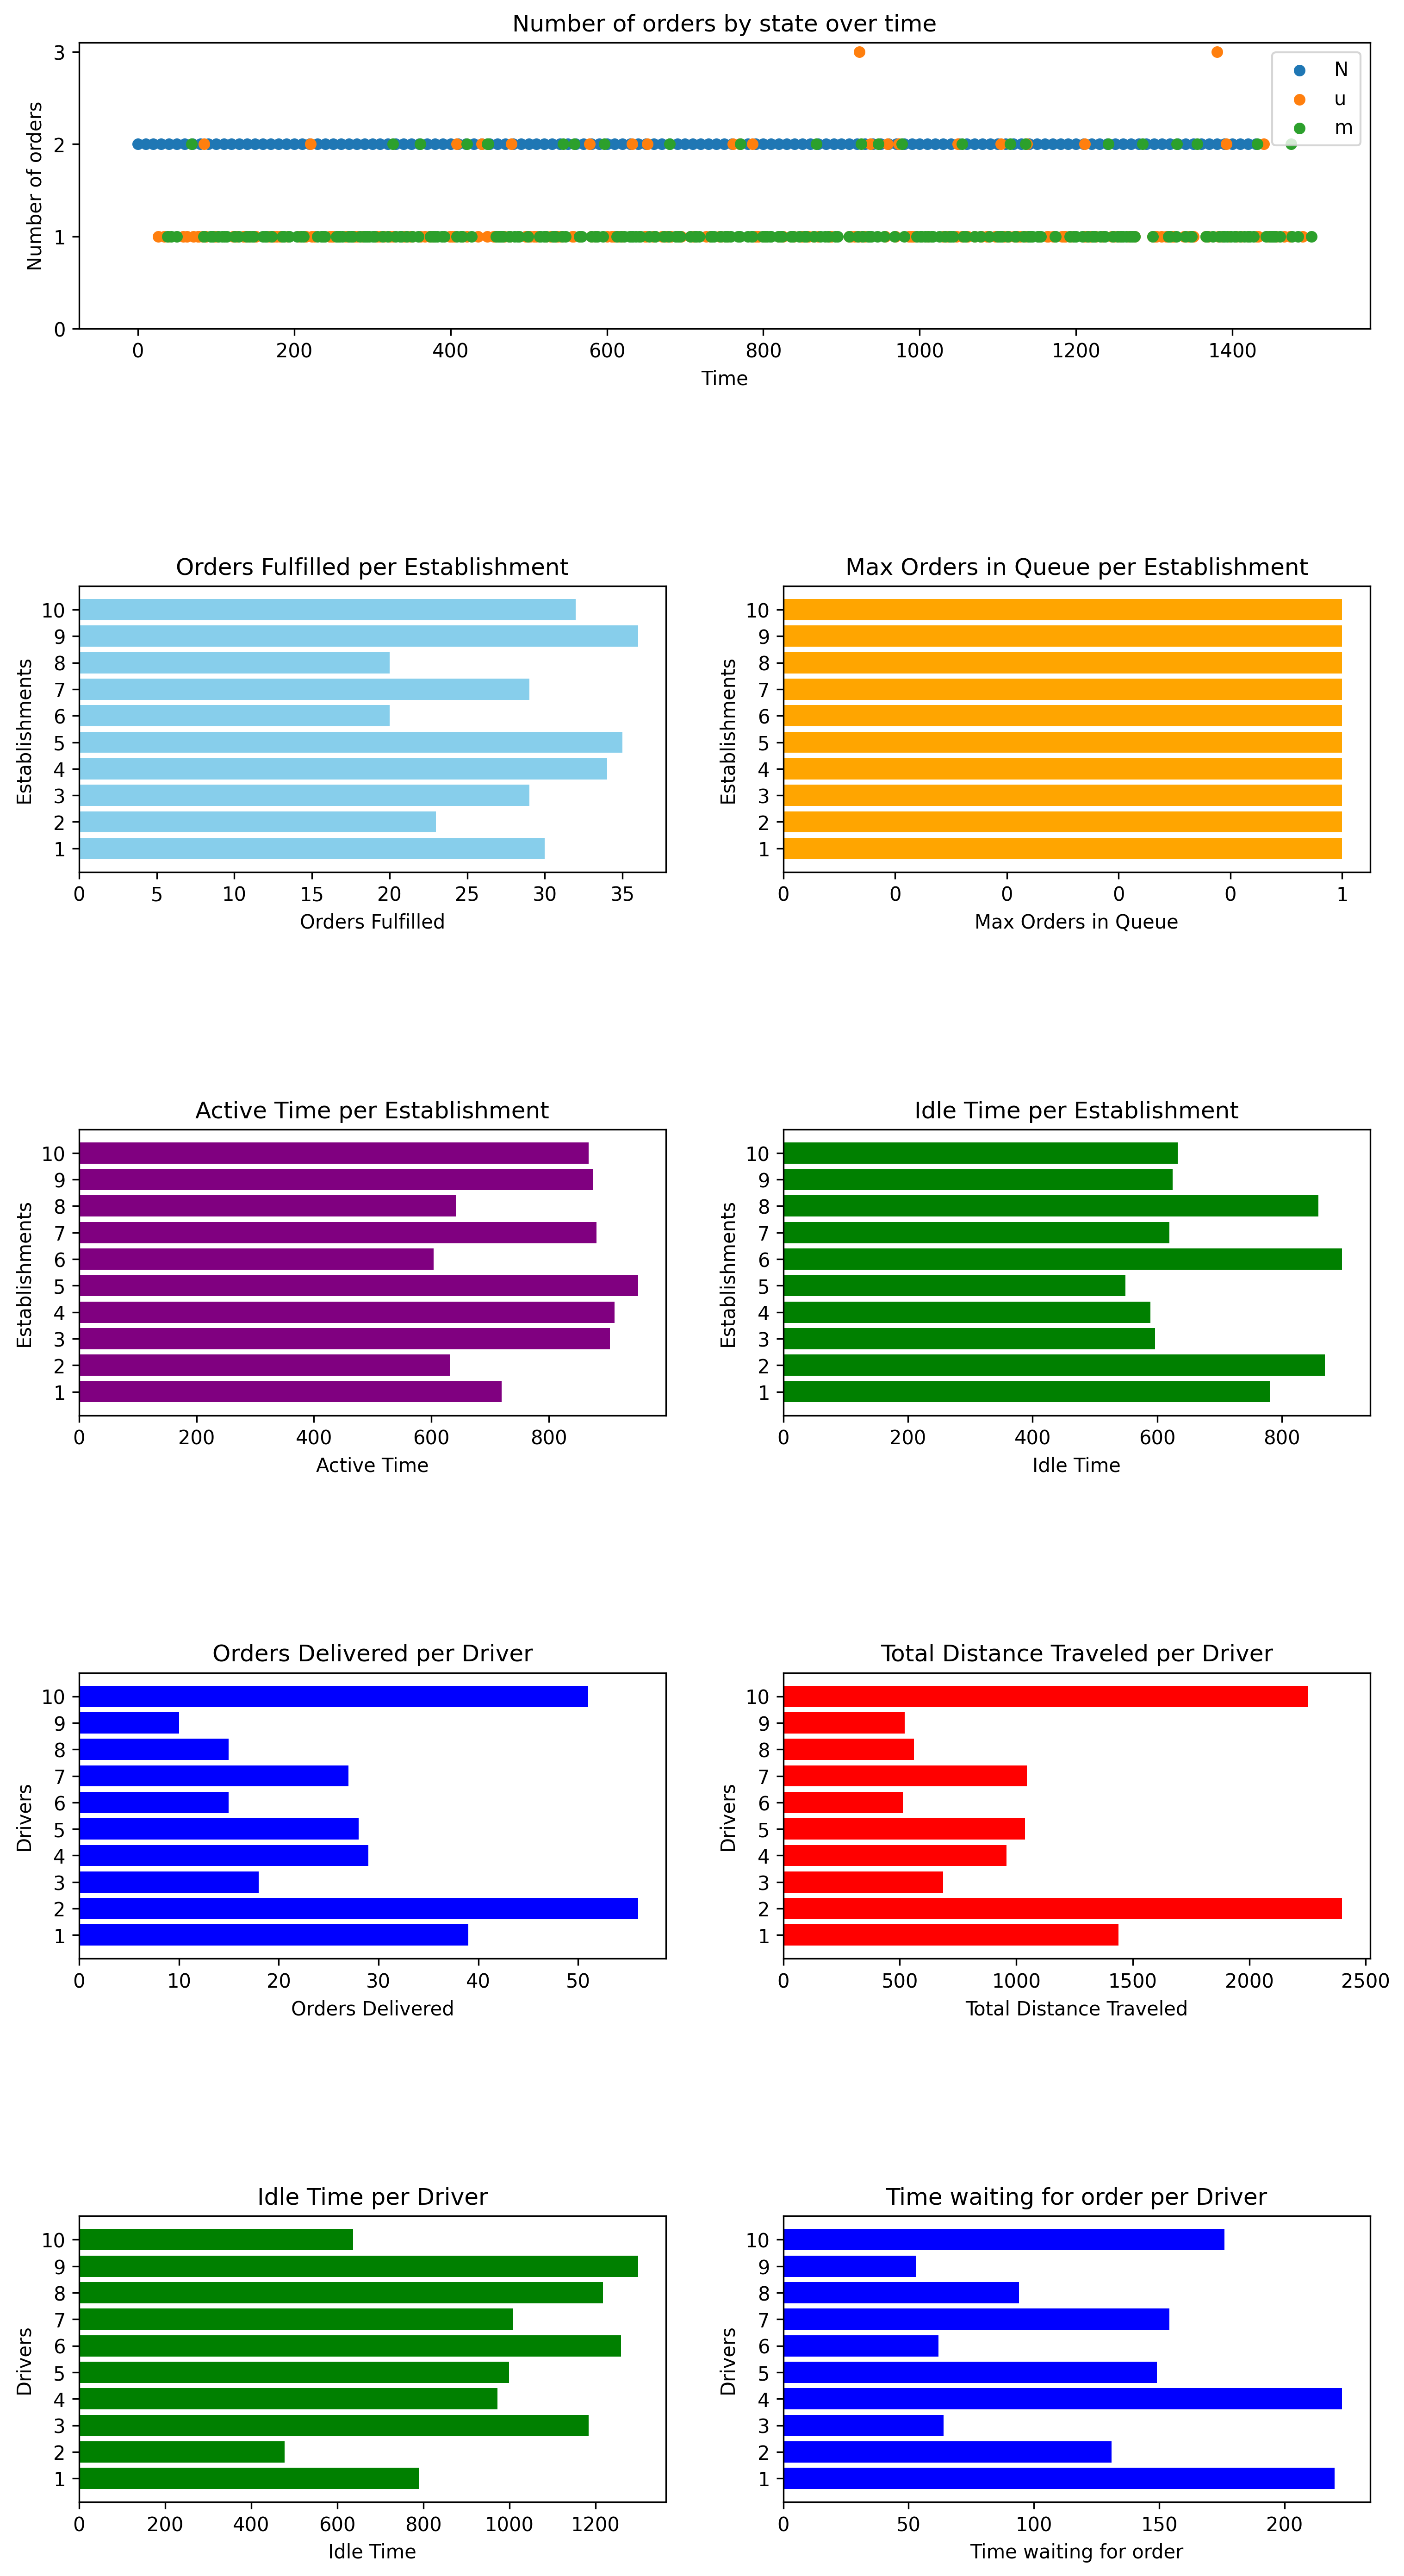 Number of orders by state over time
Number of orders
3
2
1
0
N
u
m
0 200 400 600 800 1000 1200 1400
Time
Orders Fulfilled per Establishment
Establishments
10
9
8
7
6
5
4
3
2
1
0 5 10 15 20 25 30 35
Orders Fulfilled
Max Orders in Queue per Establishment
Establishments
10
9
8
7
6
5
4
3
2
1
0 0 0 0 0 1
Max Orders in Queue
Active Time per Establishment
Establishments
10
9
8
7
6
5
4
3
2
1
0 200 400 600 800
Active Time
Idle Time per Establishment
Establishments
10
9
8
7
6
5
4
3
2
1
0 200 400 600 800
Idle Time
Orders Delivered per Driver
Drivers
10
9
8
7
6
5
4
3
2
1
0 10 20 30 40 50
Orders Delivered
Total Distance Traveled per Driver
Drivers
10
9
8
7
6
5
4
3
2
1
0 500 1000 1500 2000 2500
Total Distance Traveled
Idle Time per Driver
Drivers
10
9
8
7
6
5
4
3
2
1
0 200 400 600 800 1000 1200
Idle Time
Time waiting for order per Driver
Drivers
10
9
8
7
6
5
4
3
2
1
0 50 100 150 200
Time waiting for order